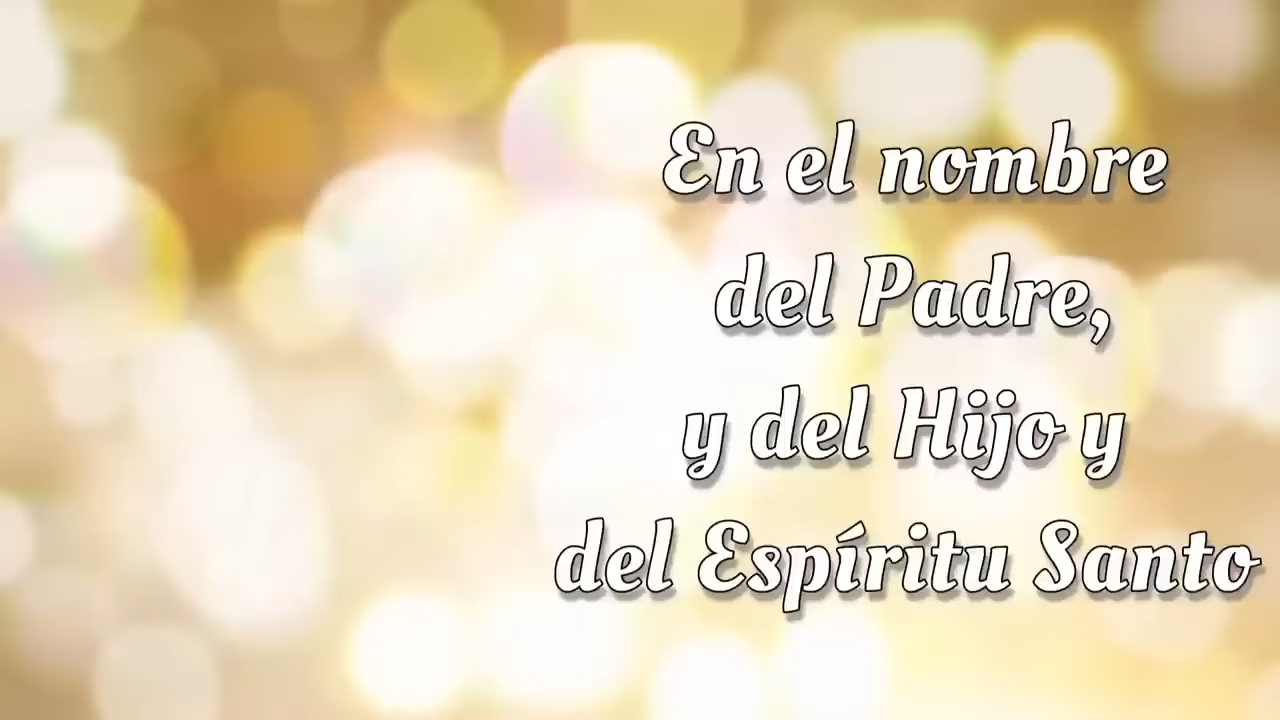 En el nombre
del Padre,
y del Hijo y
del Espíritu Santo